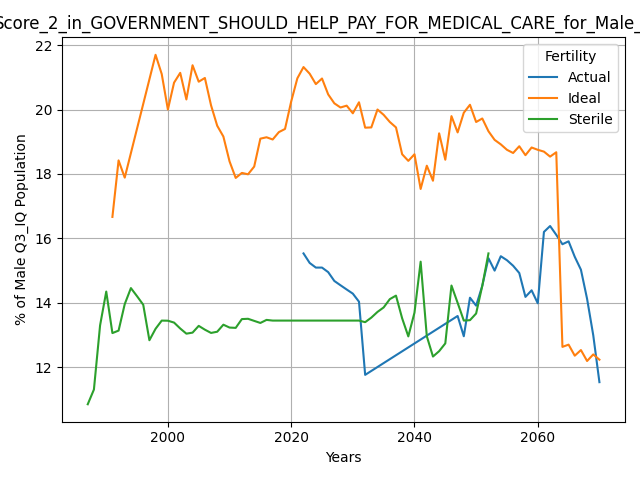 Score_2_in_GOVERNMENT_SHOULD_HELP_PAY_FOR_MEDICAL_CARE_for_Male_
22
20
18
16
14
12
% of Male Q3_IQ Population
Fertility
Actual
Ideal
Sterile
2000
2020
2040
2060
Years